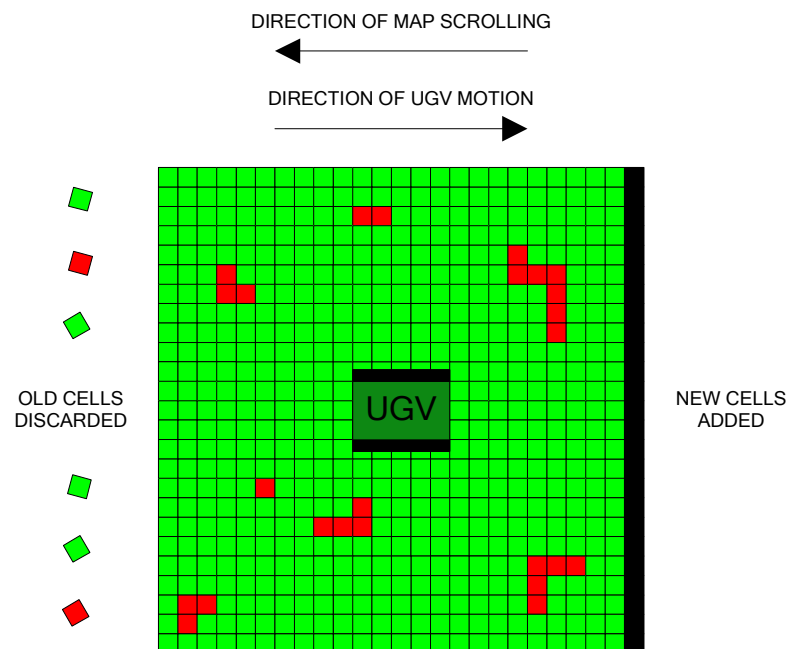 DIRECTION OF MAP SCROLLING
DIRECTION OF UGV MOTION
OLD CELLS
DISCARDED
UGV
NEW CELLS
ADDED